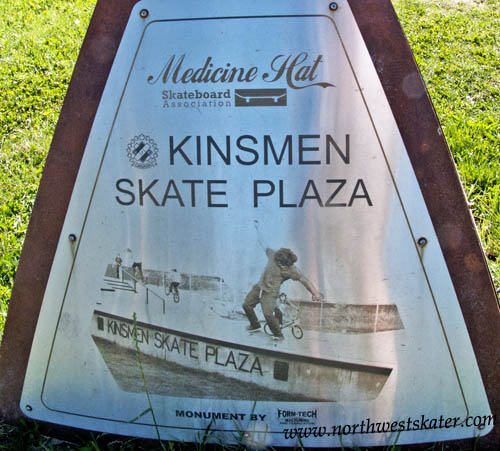 Medicine Hat
Skateboard
Association
KINSMEN
SKATE PLAZA
KINSMEN SKATE PLAZA
MONUMENT BY FORM-TECH
www.northwestskater.com